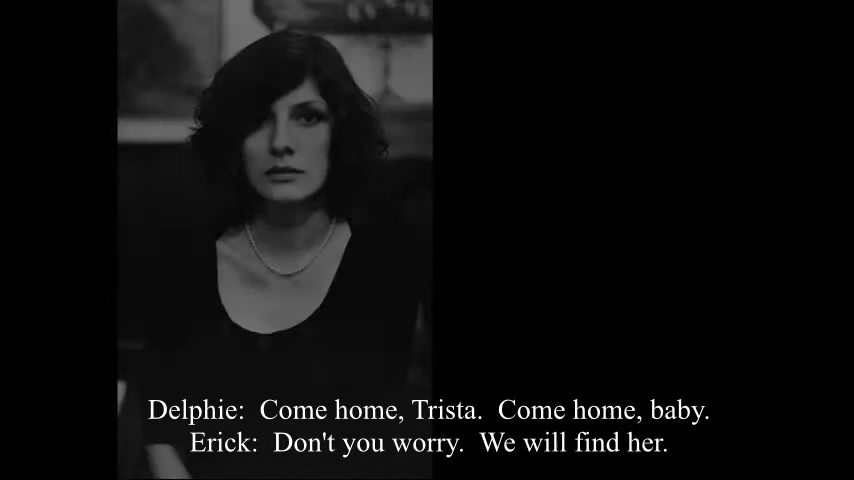 Delphie:  Come home, Trista.  Come home, baby.
Erick:  Don't you worry.  We will find her.